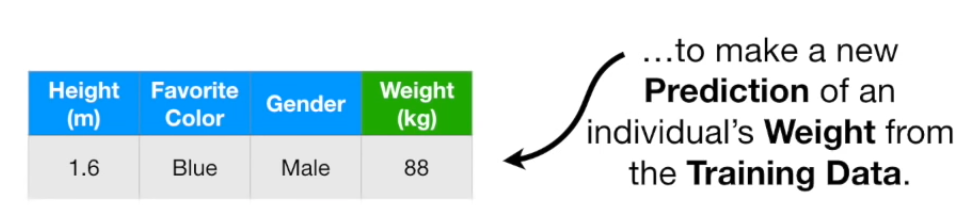 Height (m) Favorite Color Gender Weight (kg)
1.6 Blue Male 88
…to make a new
Prediction of an
individual's Weight from
the Training Data.